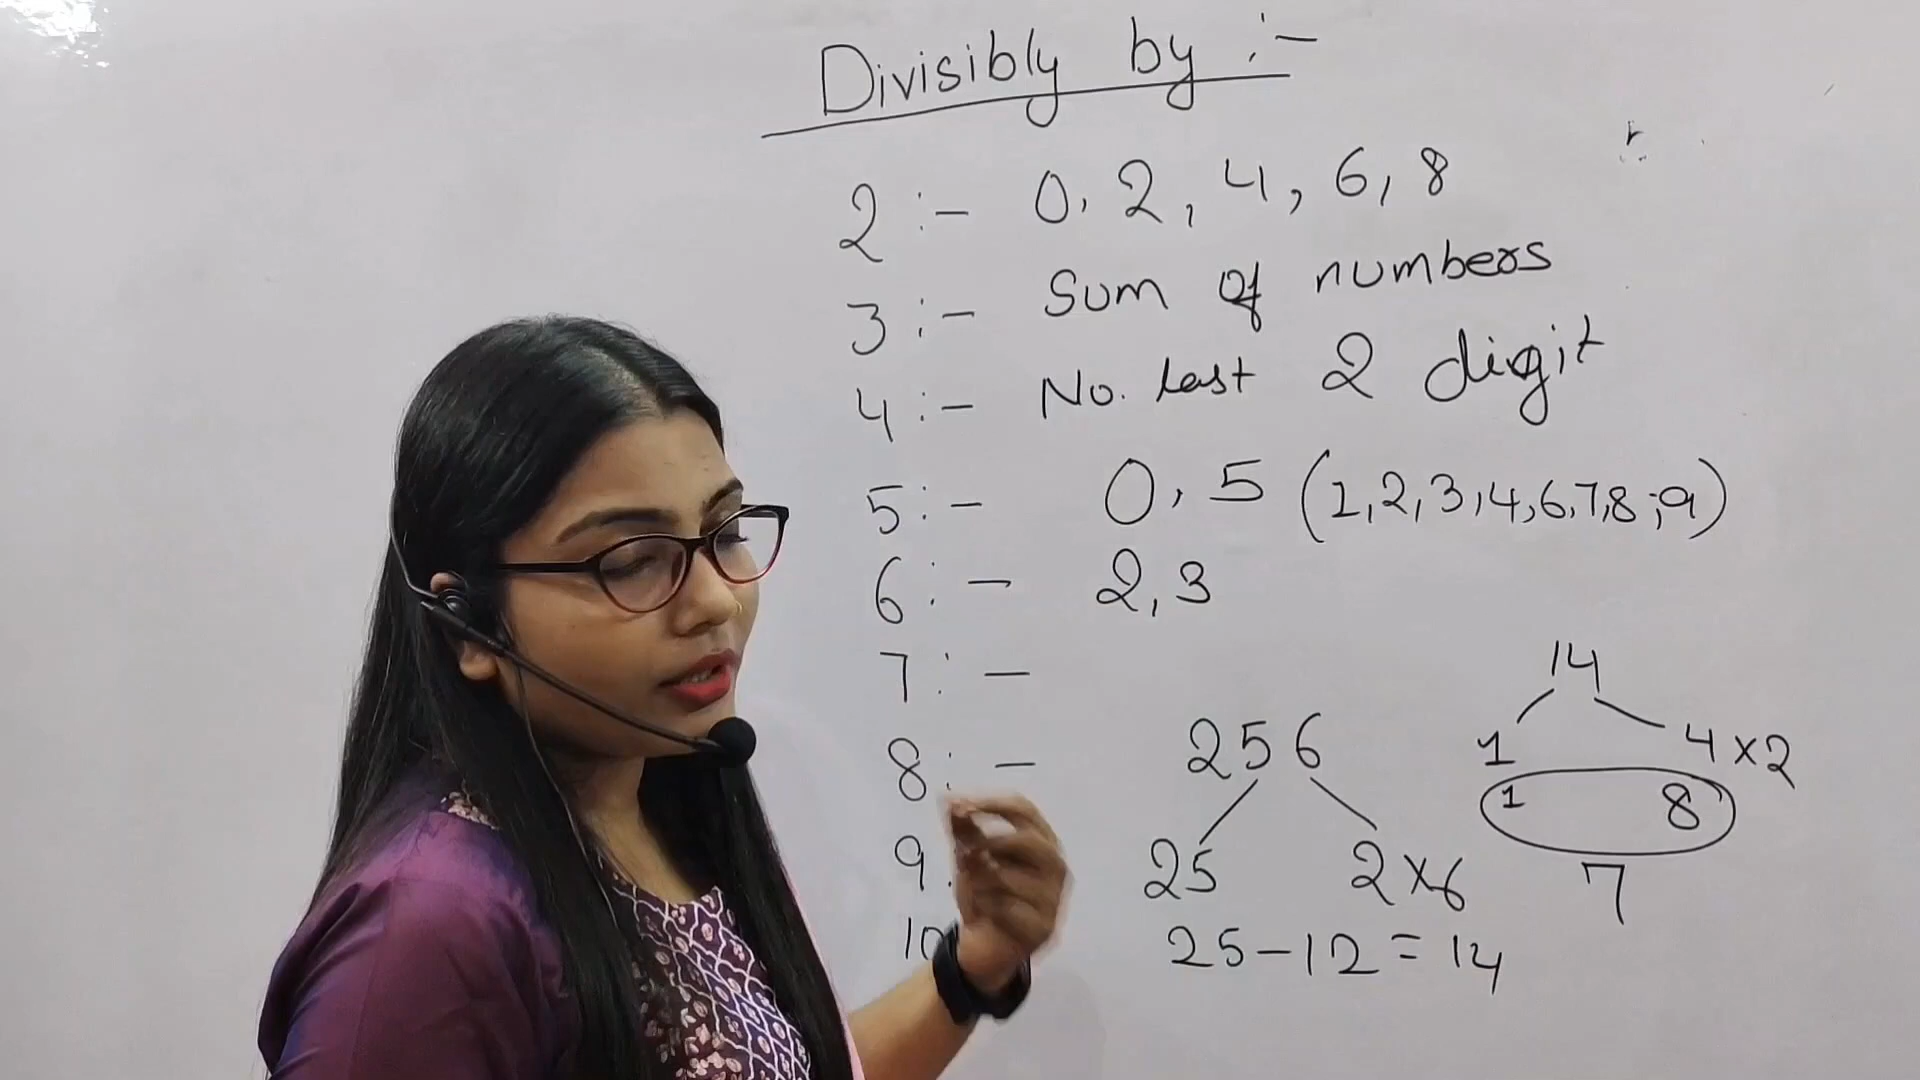 Divisibly by :-
2 :- 0, 2, 4, 6, 8
3 :- Sum of numbers
4 :- No. last 2 digit
5 :- 0, 5 (1,2,3,4,6,7,8,9)
6 :- 2,3
7 :-
8 :-
9 :
10
256
25 2×6
25-12=14
14
1 4×2
1 8
7